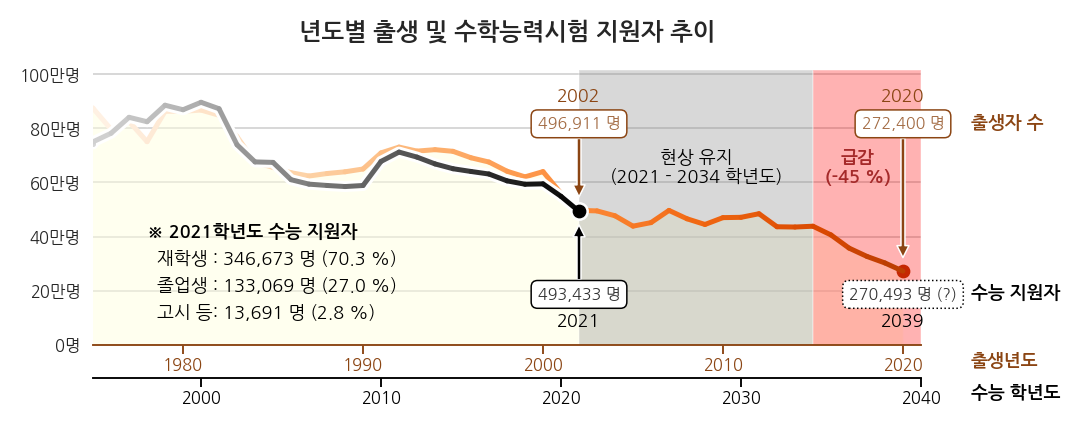 년도별 출생 및 수학능력시험 지원자 추이
100만명
80만명
60만명
40만명
20만명
0명
2002
496,911 명
2020
272,400 명
출생자 수
현상 유지
(2021 - 2034 학년도)
급감
(-45 %)
※ 2021학년도 수능 지원자
재학생 : 346,673 명 (70.3 %)
졸업생 : 133,069 명 (27.0 %)
고시 등: 13,691 명 (2.8 %)
493,433 명
2021
270,493 명 (?)
2039
수능 지원자
1980
1990
2000
2010
2020
출생년도
2000
2010
2020
2030
2040
수능 학년도